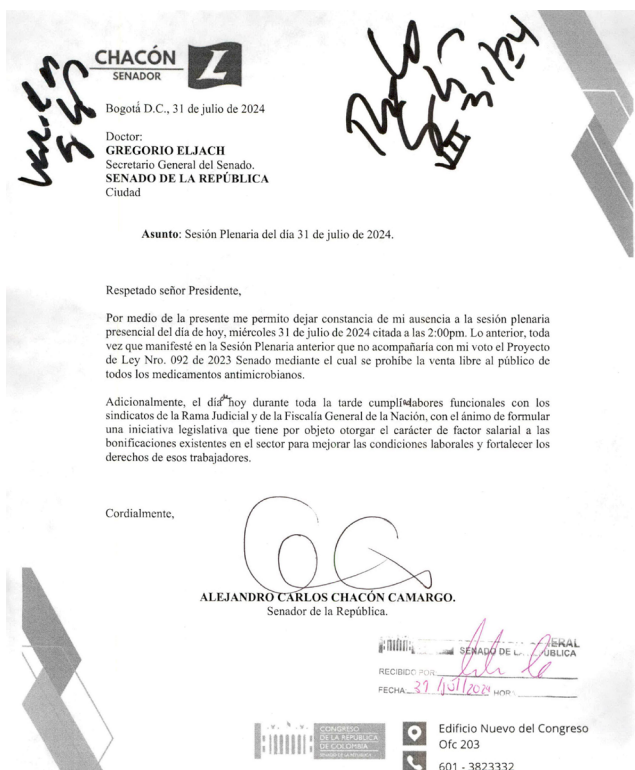 CHACÓN
SENADOR
L
VII 31/24
Bogotá D.C., 31 de julio de 2024
Doctor:
GREGORIO ELJACH
Secretario General del Senado.
SENADO DE LA REPÚBLICA
Ciudad
Asunto: Sesión Plenaria del día 31 de julio de 2024.
Respetado señor Presidente,
Por medio de la presente me permito dejar constancia de mi ausencia a la sesión plenaria
presencial del día de hoy, miércoles 31 de julio de 2024 citada a las 2:00pm. Lo anterior, toda
vez que manifesté en la Sesión Plenaria anterior que no acompañaría con mi voto el Proyecto
de Ley Nro. 092 de 2023 Senado mediante el cual se prohíbe la venta libre al público de
todos los medicamentos antimicrobianos.
Adicionalmente, el día de hoy durante toda la tarde cumplí labores funcionales con los
sindicatos de la Rama Judicial y de la Fiscalía General de la Nación, con el ánimo de formular
una iniciativa legislativa que tiene por objeto otorgar el carácter de factor salarial a las
bonificaciones existentes en el sector para mejorar las condiciones laborales y fortalecer los
derechos de esos trabajadores.
Cordialmente,
ALEJANDRO CARLOS CHACÓN CAMARGO.
Senador de la República.
SENADO DE
RECIBIDO POR:
FECHA: 31/Jul/2024 HOR
CONGRESO
DE LA REPÚBLICA
DE COLOMBIA
Edificio Nuevo del Congreso
Ofc 203
601 - 3823332